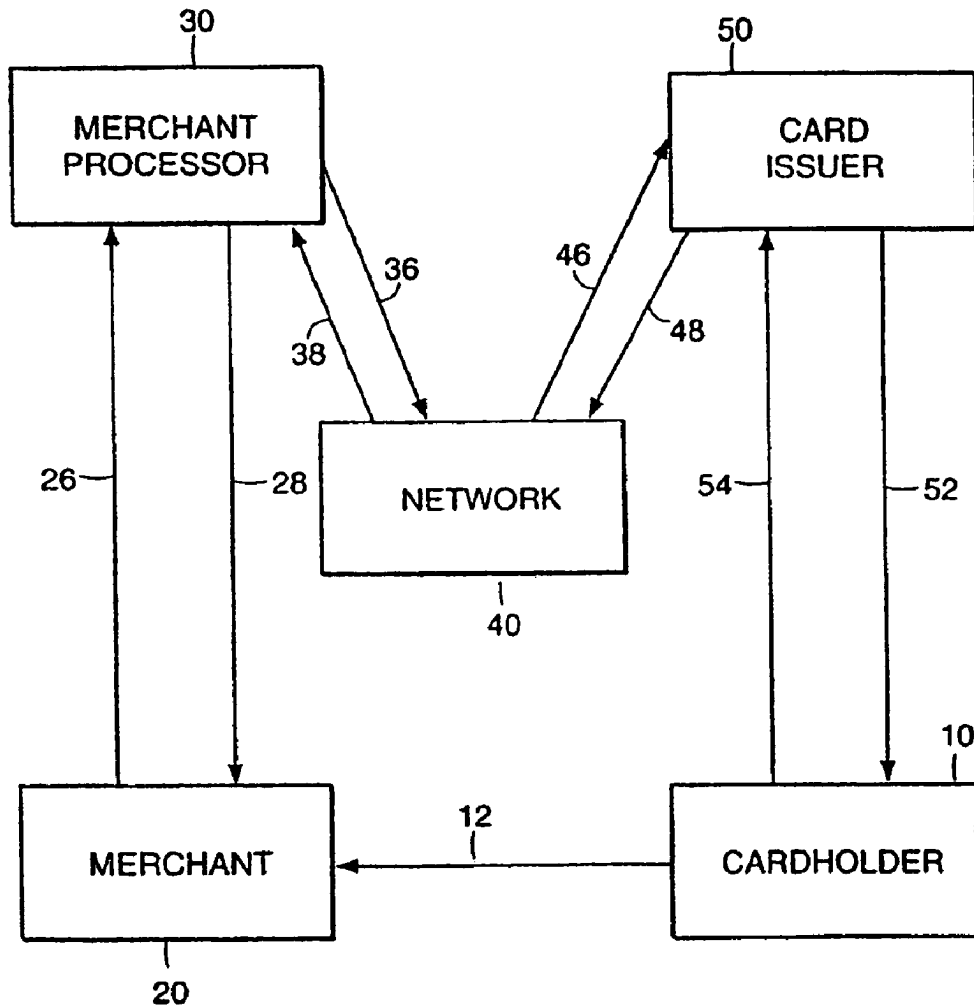 30
50
MERCHANT
PROCESSOR
CARD
ISSUER
36
46
38
48
26
28
NETWORK
54
52
40
10
12
MERCHANT
CARDHOLDER
20